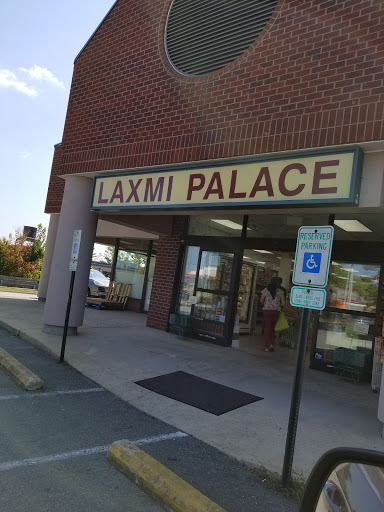 LAXMI PALACE
RESERVED
PARKING